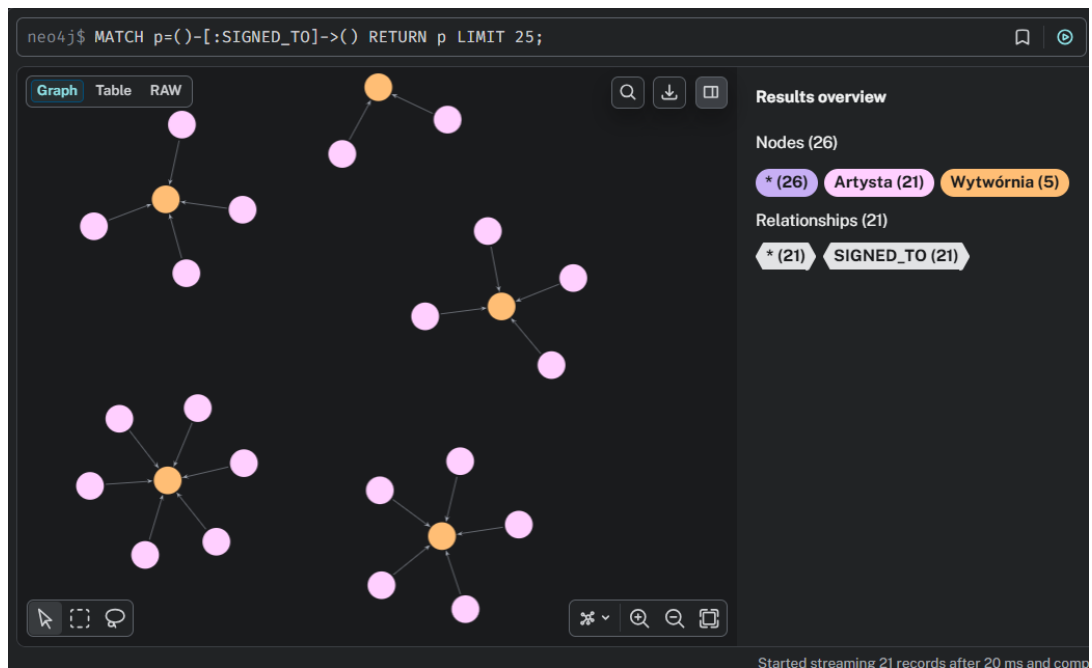 neo4j$ MATCH p=()-[:SIGNED_TO]->() RETURN p LIMIT 25;
Graph Table RAW
Results overview
Nodes (26)
* (26) Artysta (21) Wytwórnia (5)
Relationships (21)
* (21) SIGNED_TO (21)
Started streaming 21 records after 20 ms and comp